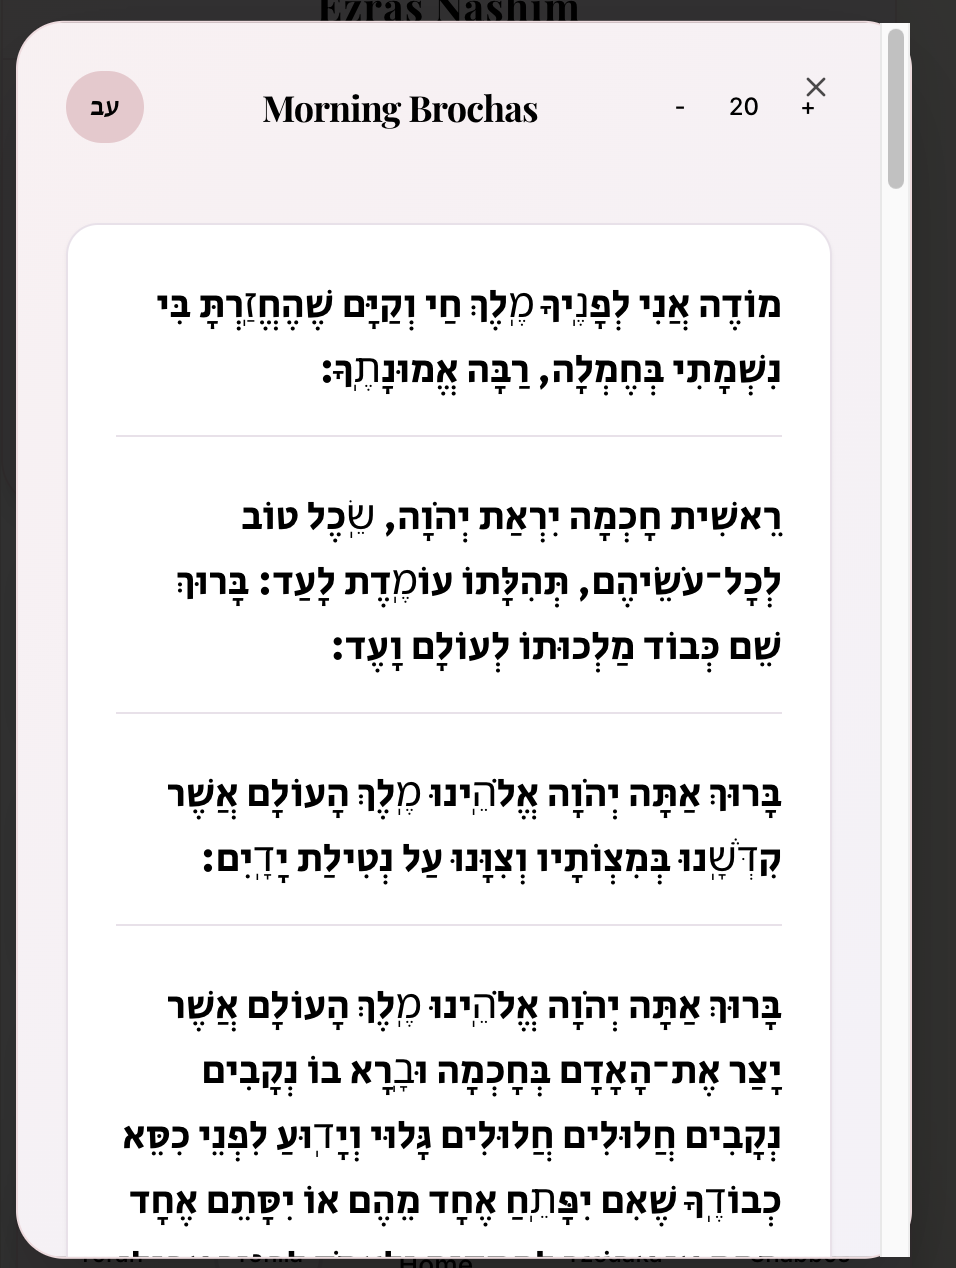 Ezras Nashim
עב
Morning Brochas
- 20 +
מוֹדֶה אֲנִי לְפָנֶֽיךָ מֶֽלֶךְ חַי וְקַיָּם שֶׁהֶחֱזַֽרְתָּ בִּי
נִשְׁמָתִי בְּחֶמְלָה, רַבָּה אֱמוּנָתֶֽךָ:
רֵאשִׁית חָכְמָה יִרְאַת יְהֹוָה, שֵֽׂכֶל טוֹב
לְכָל־עֹשֵׂיהֶם, תְּהִלָּתוֹ עוֹמֶֽדֶת לָעַד: בָּרוּךְ
שֵׁם כְּבוֹד מַלְכוּתוֹ לְעוֹלָם וָעֶד:
בָּרוּךְ אַתָּה יְהֹוָה אֱלֹהֵֽינוּ מֶֽלֶךְ הָעוֹלָם אֲשֶׁר
קִדְּשָֽׁנוּ בְּמִצְוֹתָיו וְצִוָּנוּ עַל נְטִילַת יָדָֽיִם:
בָּרוּךְ אַתָּה יְהֹוָה אֱלֹהֵֽינוּ מֶֽלֶךְ הָעוֹלָם אֲשֶׁר
יָצַר אֶת־הָאָדָם בְּחָכְמָה וּבָֽרָא בוֹ נְקָבִים
נְקָבִים חֲלוּלִים חֲלוּלִים גָּלוּי וְיָדֽוּעַ לִפְנֵי כִסֵּא
כְבוֹדֶֽךָ שֶׁאִם יִפָּתֵֽחַ אֶחָד מֵהֶם אוֹ יִסָּתֵם אֶחָד
Home